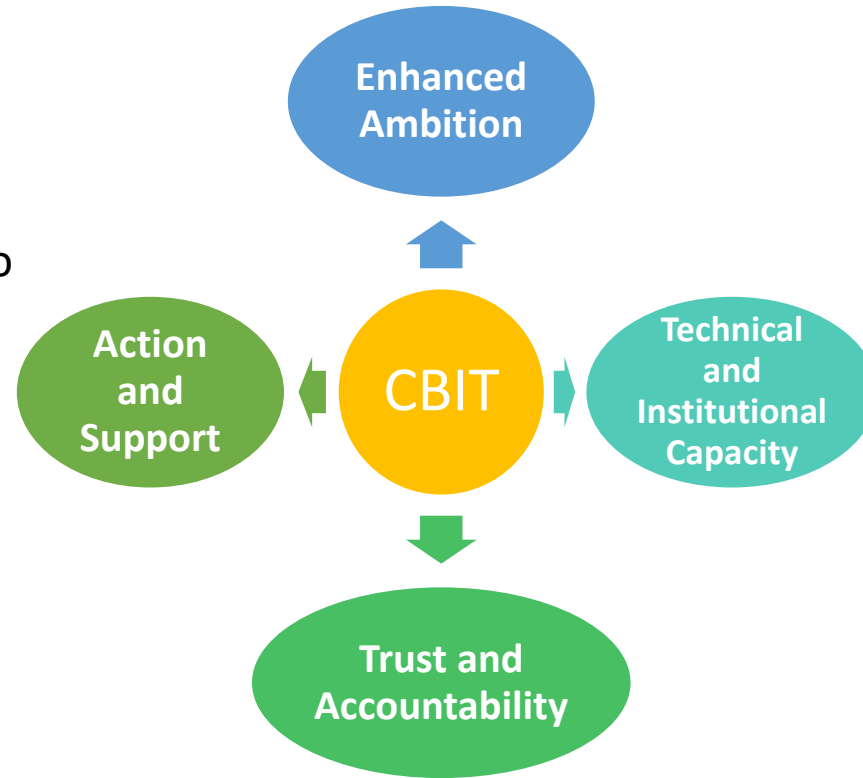 Enhanced
Ambition
Action
and
Support
CBIT
Technical
and
Institutional
Capacity
Trust and
Accountability